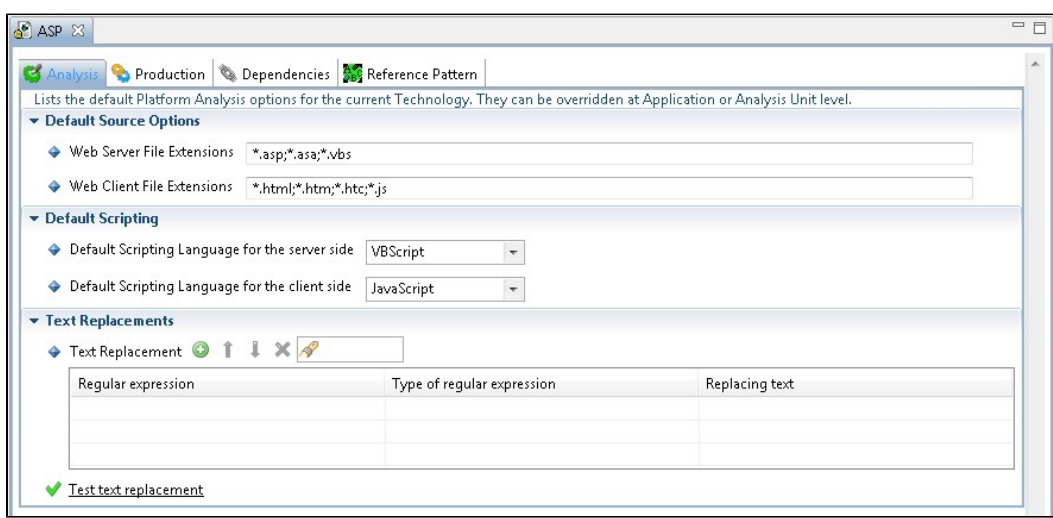 ASP
Analysis Production Dependencies Reference Pattern
Lists the default Platform Analysis options for the current Technology. They can be overridden at Application or Analysis Unit level.
Default Source Options
Web Server File Extensions *.asp;*.asa;*.vbs
Web Client File Extensions *.html;*.htm;*.htc;*.js
Default Scripting
Default Scripting Language for the server side VBScript
Default Scripting Language for the client side JavaScript
Text Replacements
Text Replacement
Regular expression Type of regular expression Replacing text
Test text replacement